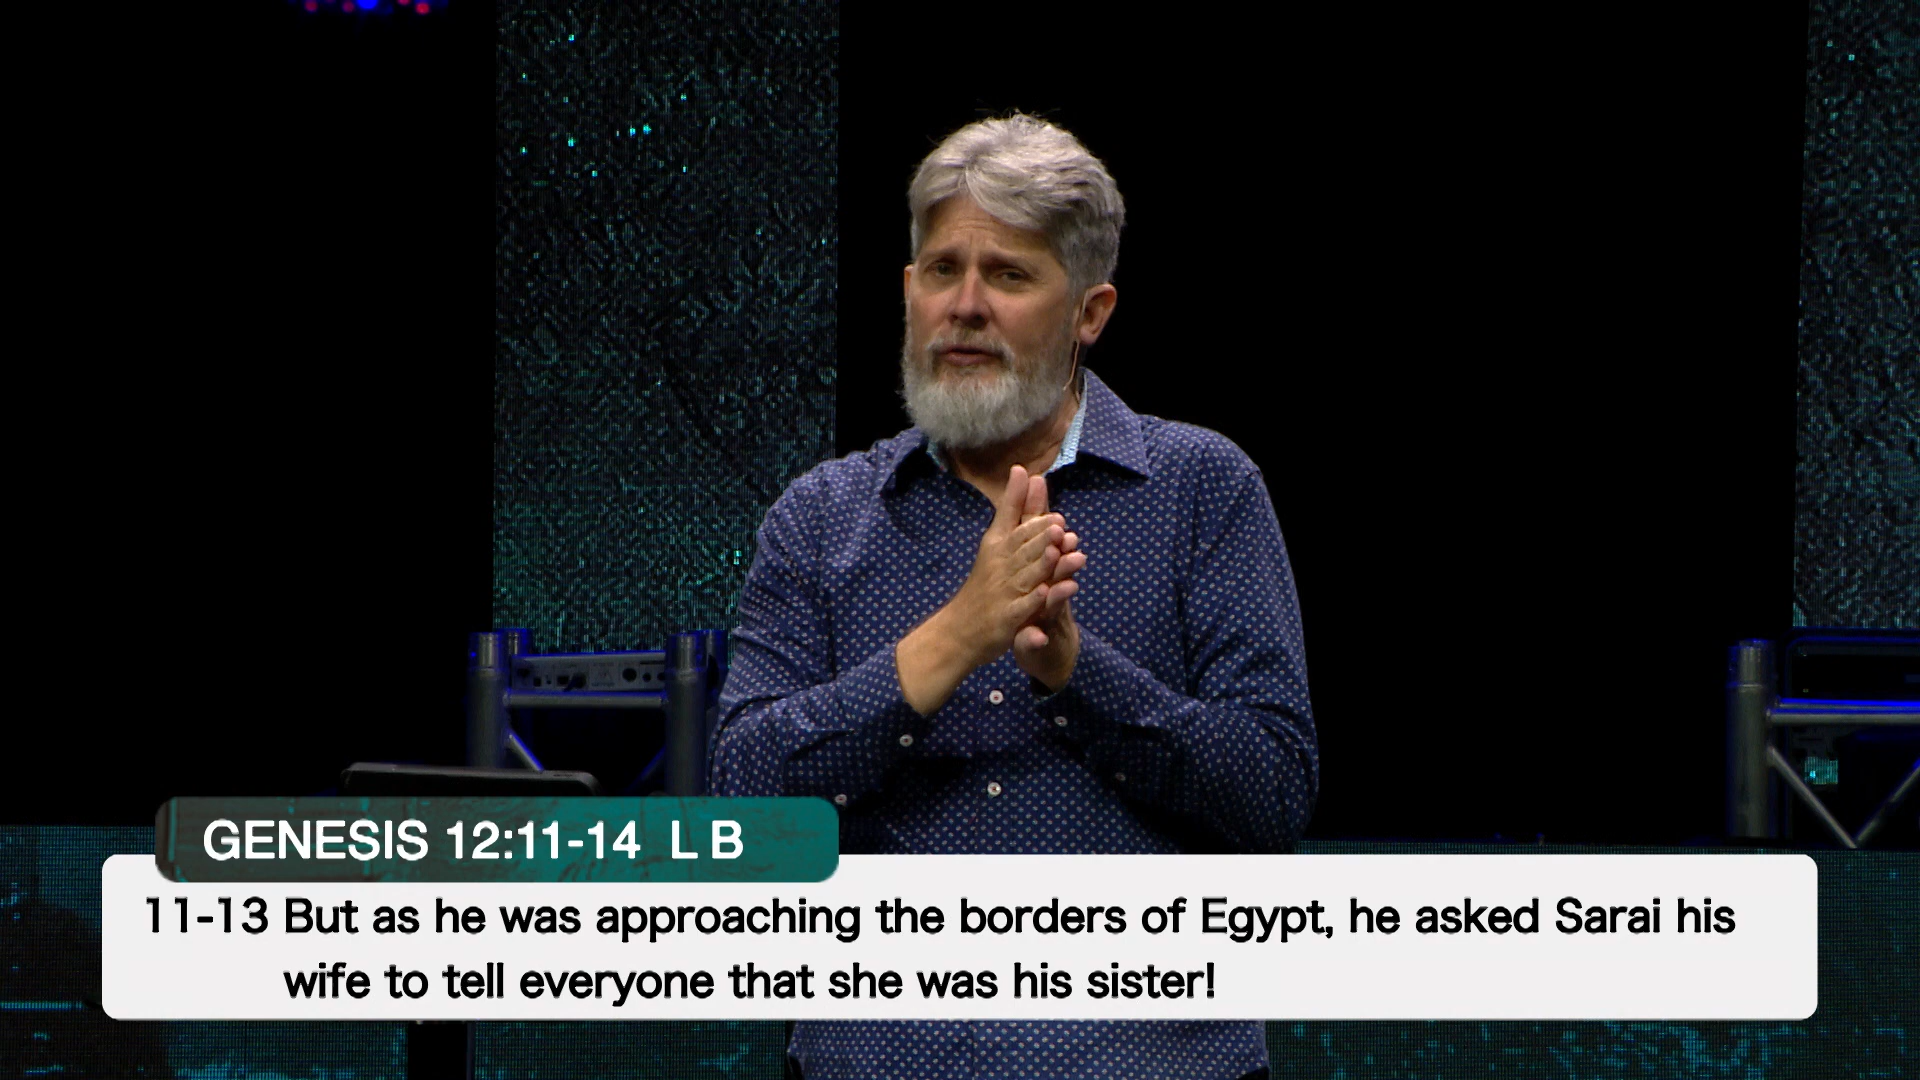 GENESIS 12:11-14 L B
11-13 But as he was approaching the borders of Egypt, he asked Sarai his
wife to tell everyone that she was his sister!